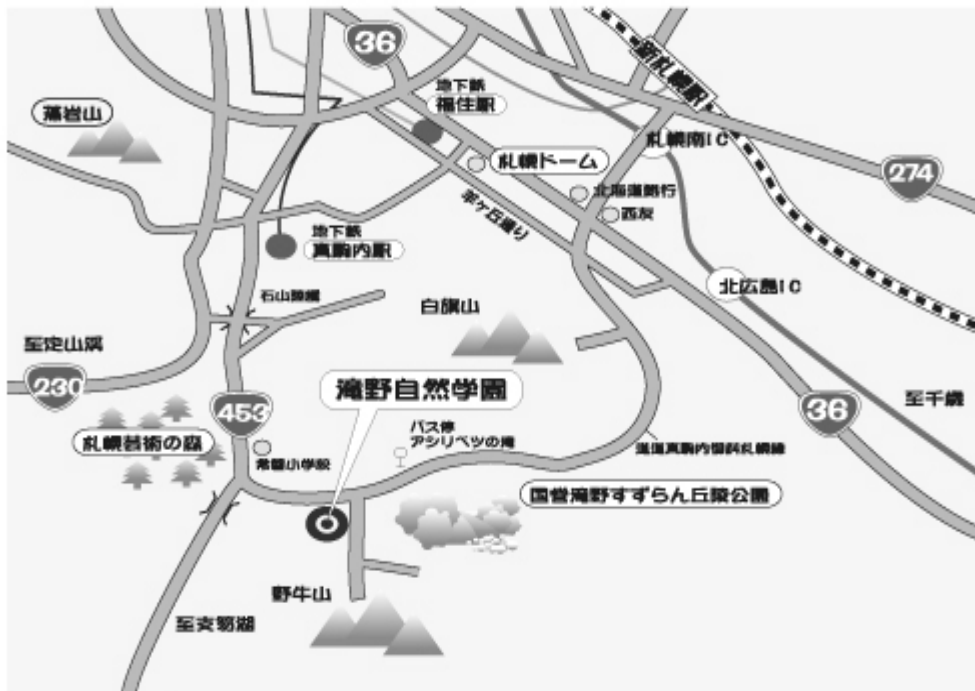 36
新札幌駅
地下鉄
福住駅
藻岩山
札幌南IC
札幌ドーム
274
北海道銀行
西友
羊ケ丘通り
地下鉄
真駒内駅
北広島IC
石山陸橋
白旗山
至定山渓
230
滝野自然学園
36
至千歳
453
バス停
アシリベツの滝
札幌芸術の森
常盤小学校
道道真駒内御料札幌線
国営滝野すずらん丘陵公園
野牛山
至支笏湖